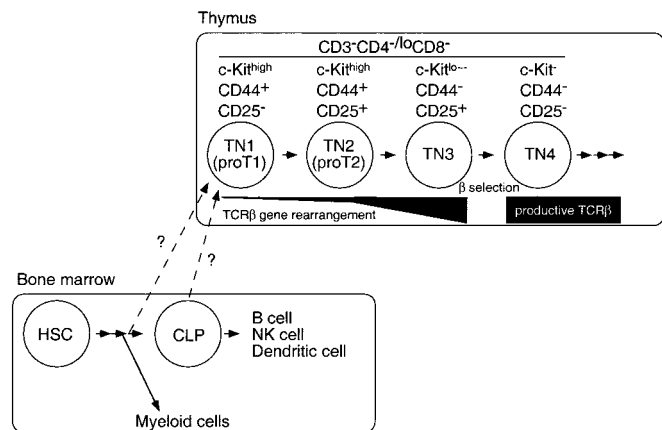 Thymus
CD3⁻CD4⁻/loCD8⁻
c-Kithigh c-Kithigh c-Kitlo~- c-Kit-
CD44+ CD44+ CD44- CD44-
CD25- CD25+ CD25+ CD25-
TN1 (proT1)
TN2 (proT2)
TN3
TN4
β selection
TCRβ gene rearrangement
productive TCRβ
?
?
Bone marrow
HSC
CLP
B cell
NK cell
Dendritic cell
Myeloid cells